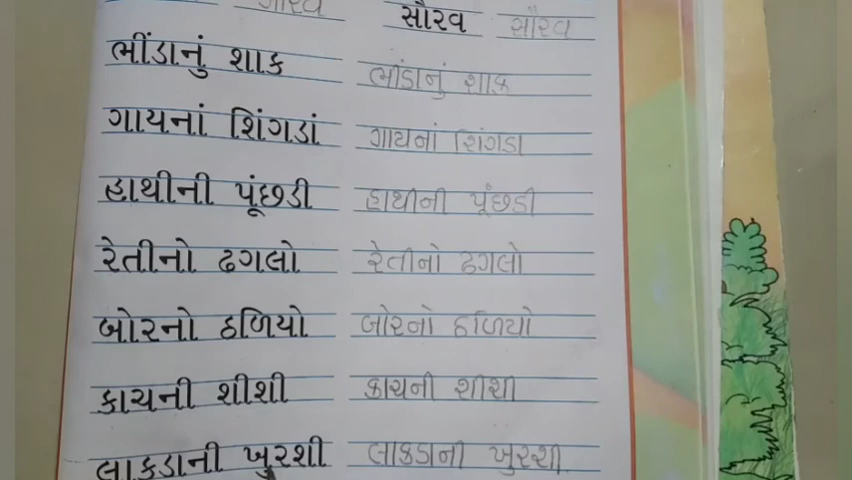 સૌરવ સૌરવ
ભીંડાનું શાક ભીંડાનું શાક
ગાયનાં શિંગડાં ગાયનાં શિંગડા
હાથીની પૂંછડી હાથીની પૂંછડી
રેતીનો ઢગલો રેતીનો ઢગલો
બોરનો ઠળિયો બોરનો ઠળિયો
કાચની શીશી કાચની શીશી
લાકડાની ખુરશી લાકડાની ખુરશી